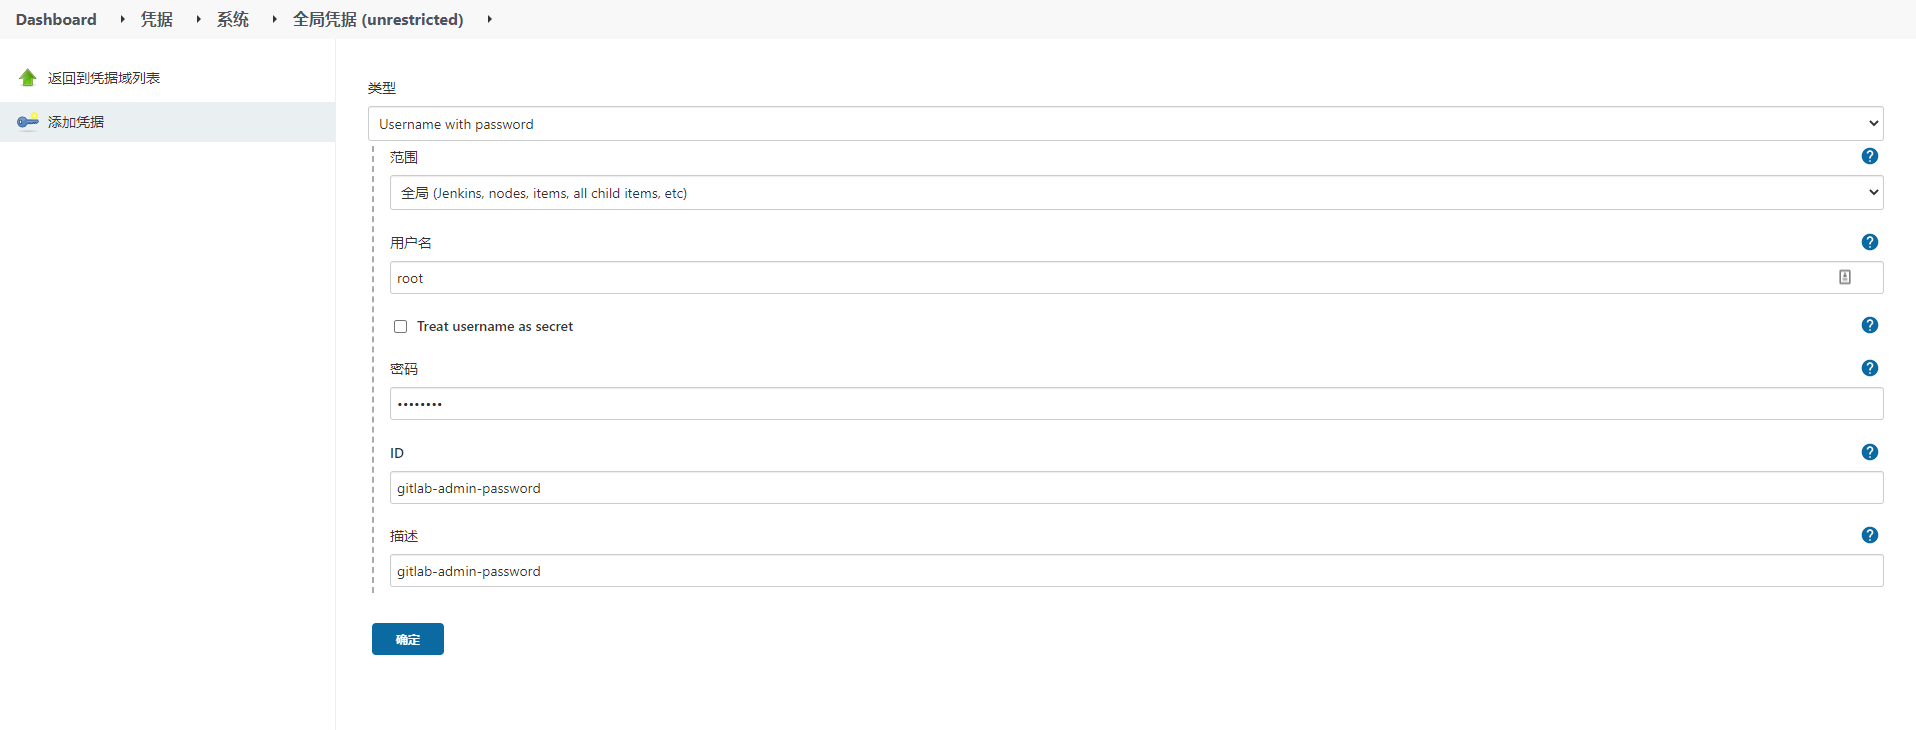 Dashboard 凭据 系统 全局凭据 (unrestricted)
返回到凭据域列表
添加凭据
类型
Username with password
范围
全局 (Jenkins, nodes, items, all child items, etc)
用户名
root
Treat username as secret
密码
••••••••
ID
gitlab-admin-password
描述
gitlab-admin-password
确定